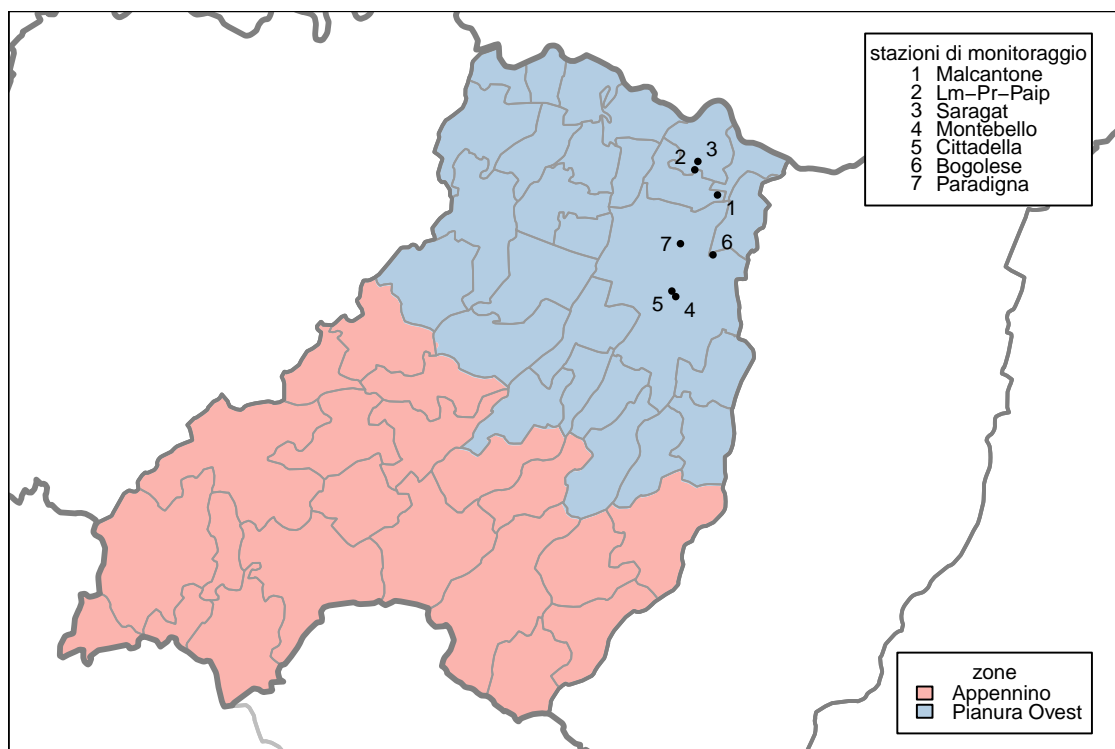 stazioni di monitoraggio
1 Malcantone
2 Lm−Pr−Paip
3 Saragat
4 Montebello
5 Cittadella
6 Bogolese
7 Paradigna
3
2
1
7
6
5
4
zone
Appennino
Pianura Ovest